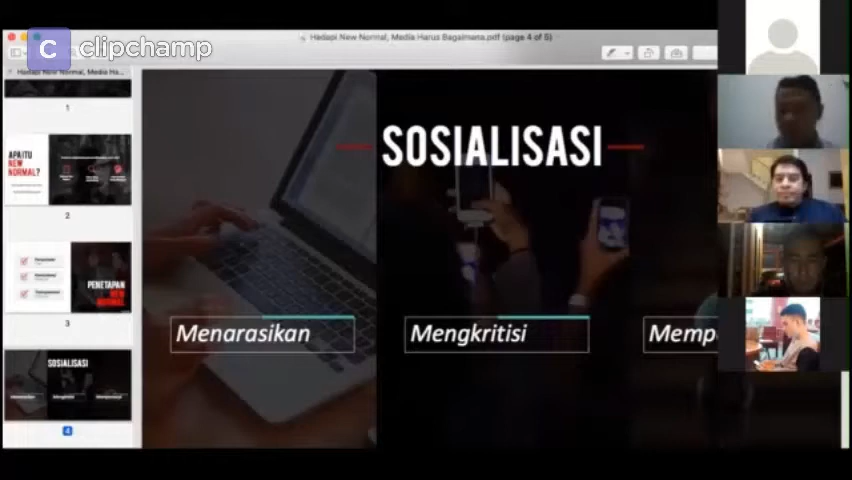 clipchamp
Hadapi New Normal, Media Harus Bagaimana.pdf (page 4 of 5)
Hadapi New Normal, Media Ha...
1
APA ITU
NEW
NORMAL?
2
PENETAPAN
NEW
NORMAL
3
SOSIALISASI
4
SOSIALISASI
Menarasikan
Mengkritisi
Memp